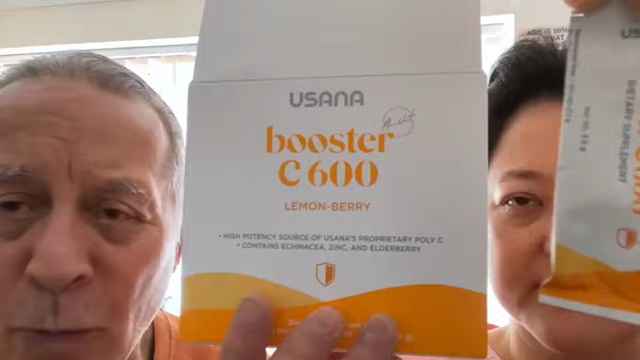 USANA
booster
C 600
LEMON-BERRY
• HIGH POTENCY SOURCE OF USANA'S PROPRIETARY POLY C
• CONTAINS ECHINACEA, ZINC, AND ELDERBERRY
DIETARY SUPPLEMENT